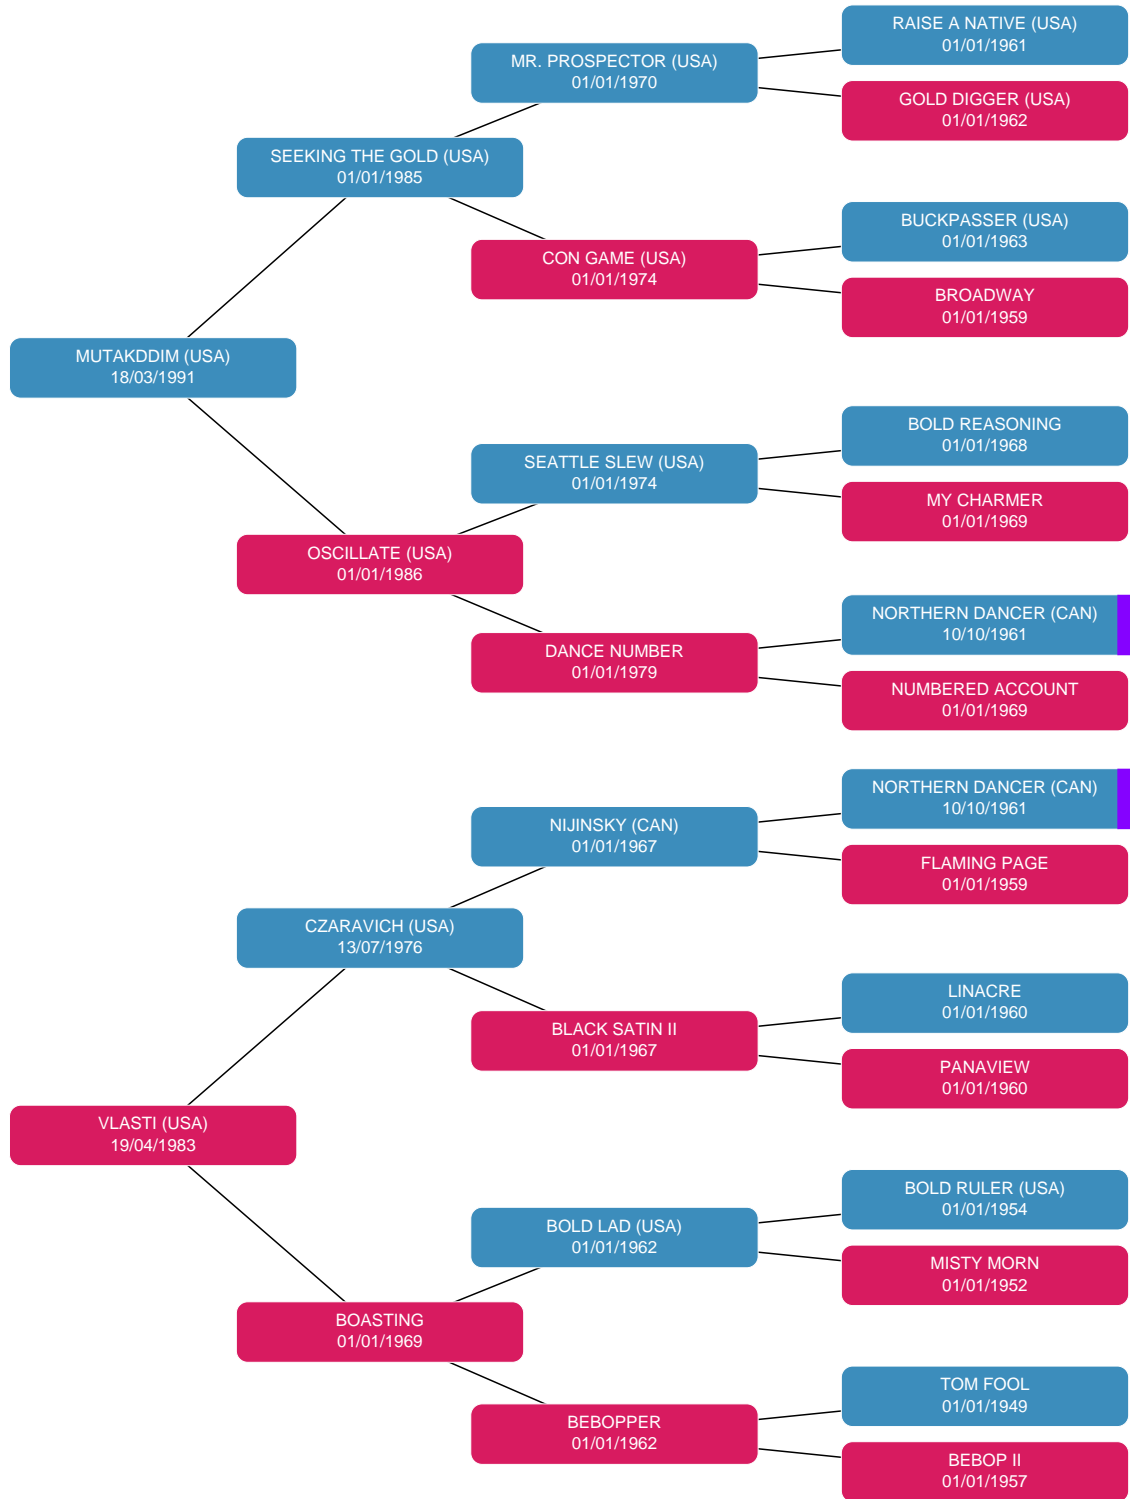 RAISE A NATIVE (USA)
01/01/1961
MR. PROSPECTOR (USA)
01/01/1970
GOLD DIGGER (USA)
01/01/1962
SEEKING THE GOLD (USA)
01/01/1985
BUCKPASSER (USA)
01/01/1963
CON GAME (USA)
01/01/1974
BROADWAY
01/01/1959
MUTAKDDIM (USA)
18/03/1991
BOLD REASONING
01/01/1968
SEATTLE SLEW (USA)
01/01/1974
MY CHARMER
01/01/1969
OSCILLATE (USA)
01/01/1986
NORTHERN DANCER (CAN)
10/10/1961
DANCE NUMBER
01/01/1979
NUMBERED ACCOUNT
01/01/1969
NORTHERN DANCER (CAN)
10/10/1961
NIJINSKY (CAN)
01/01/1967
FLAMING PAGE
01/01/1959
CZARAVICH (USA)
13/07/1976
LINACRE
01/01/1960
BLACK SATIN II
01/01/1967
PANAVIEW
01/01/1960
VLASTI (USA)
19/04/1983
BOLD RULER (USA)
01/01/1954
BOLD LAD (USA)
01/01/1962
MISTY MORN
01/01/1952
BOASTING
01/01/1969
TOM FOOL
01/01/1949
BEBOPPER
01/01/1962
BEBOP II
01/01/1957